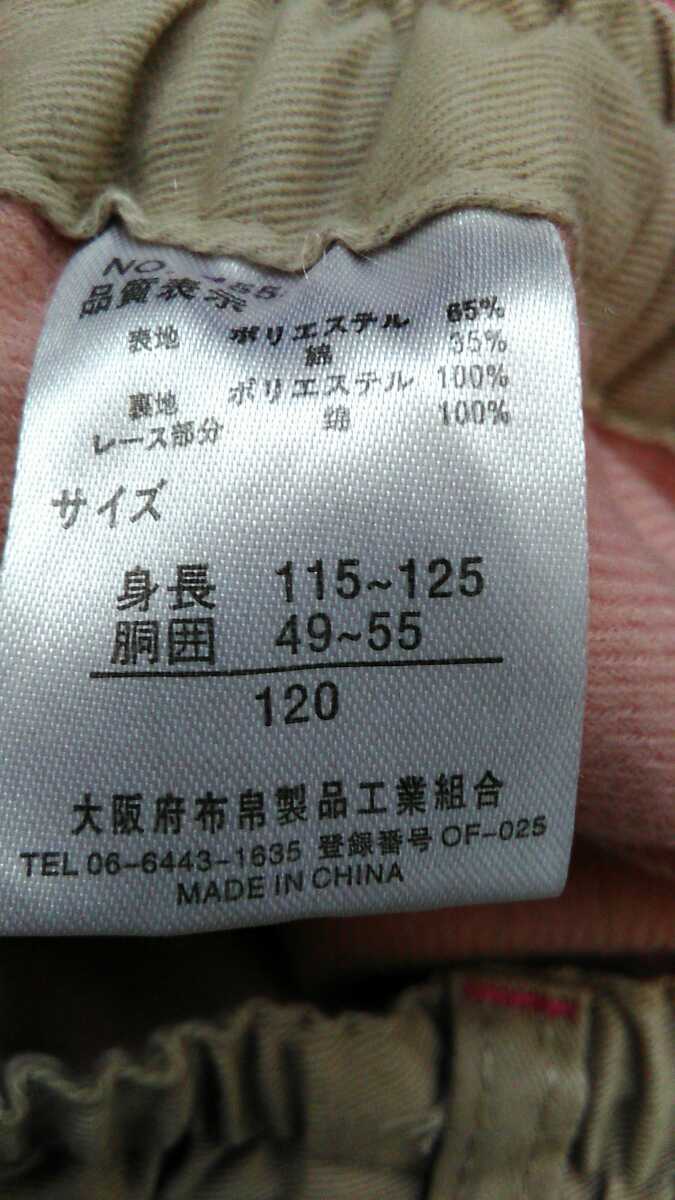 NO.
品質表示
表地 ポリエステル 65%
綿 35%
裏地 ポリエステル 100%
レース部分 綿 100%
サイズ
身長 115~125
胴囲 49~55
120
大阪府布帛製品工業組合
TEL 06-6443-1635 登録番号 OF-025
MADE IN CHINA